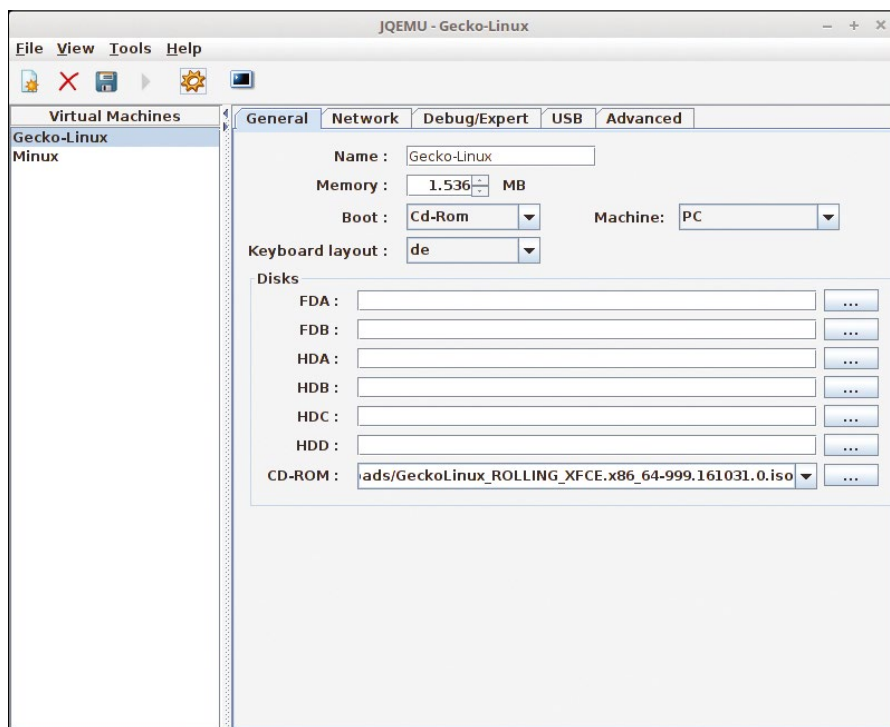 JQEMU - Gecko-Linux
File View Tools Help
Virtual Machines
Gecko-Linux
Minux
General Network Debug/Expert USB Advanced
Name : Gecko-Linux
Memory : 1.536 MB
Boot : Cd-Rom Machine: PC
Keyboard layout : de
Disks
FDA : ...
FDB : ...
HDA : ...
HDB : ...
HDC : ...
HDD : ...
CD-ROM : ads/GeckoLinux_ROLLING_XFCE.x86_64-999.161031.0.iso ...